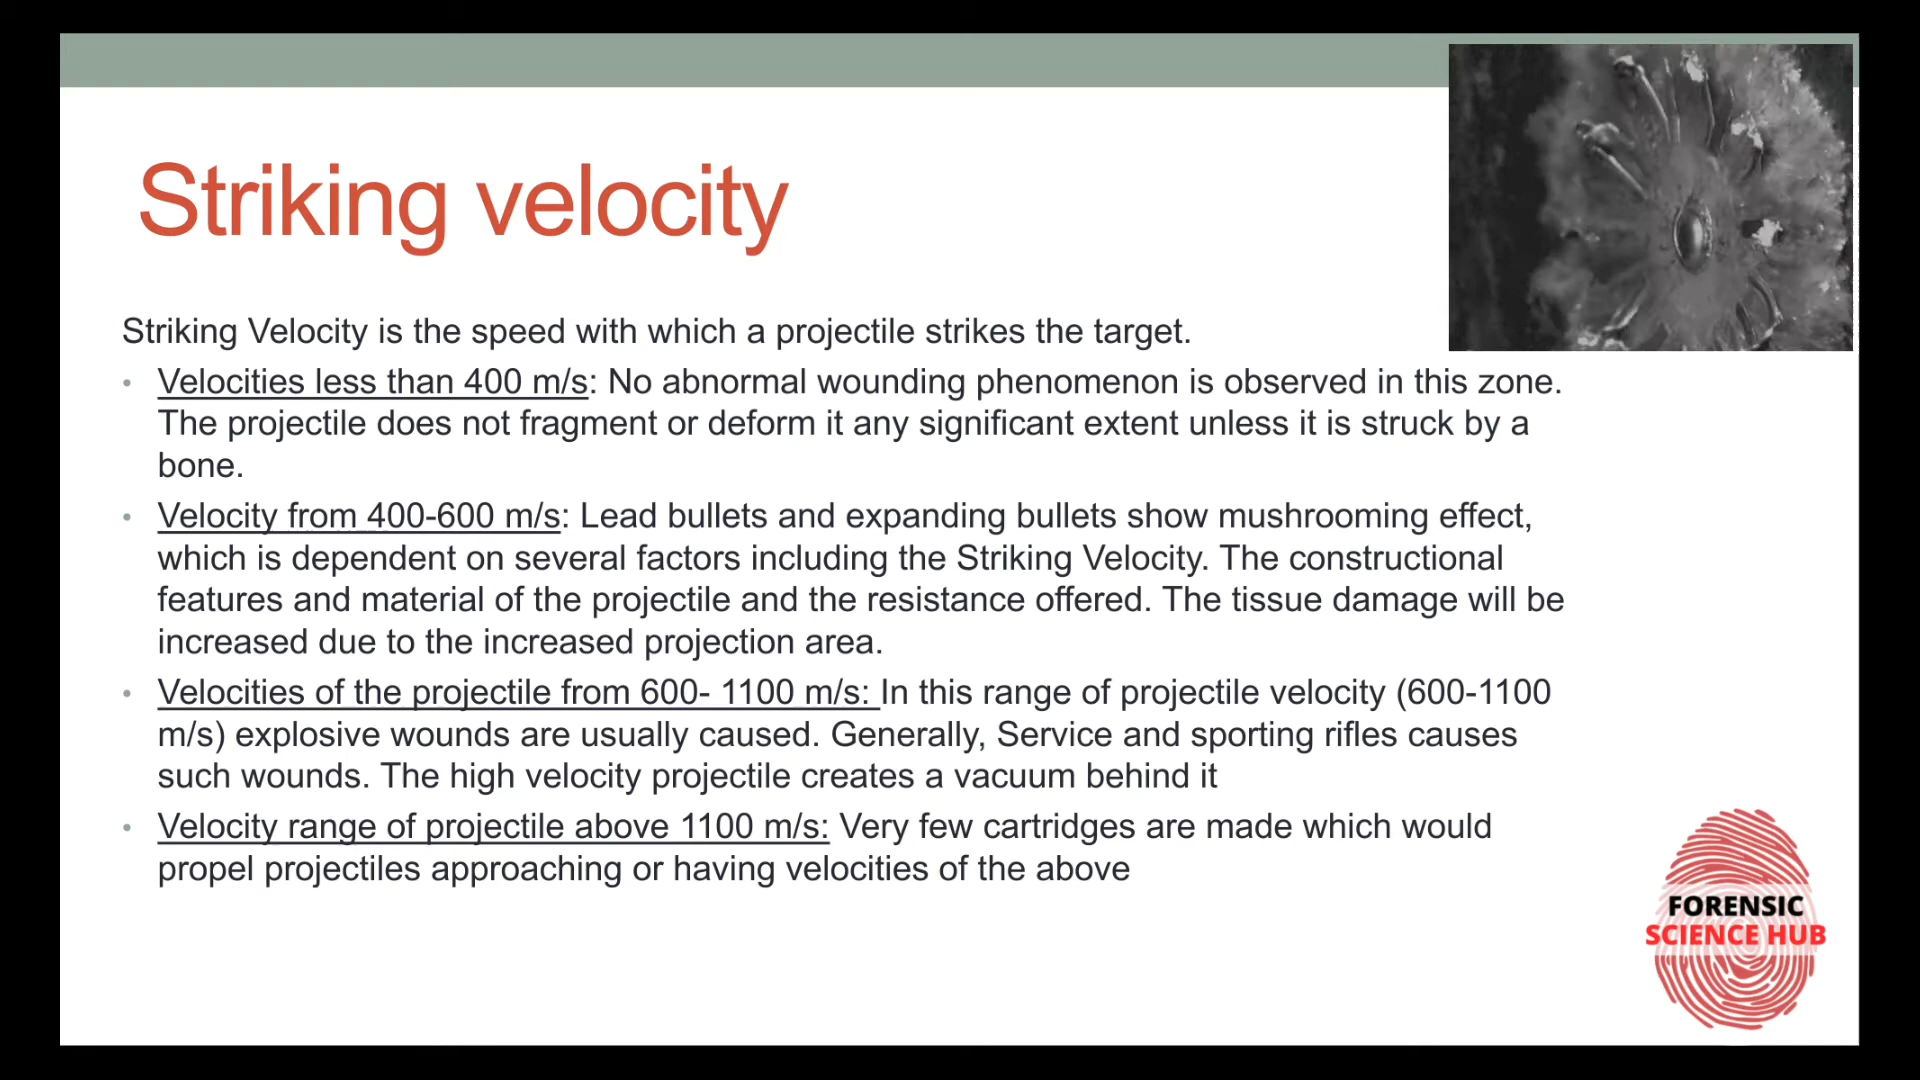 Striking velocity
Striking Velocity is the speed with which a projectile strikes the target.
• Velocities less than 400 m/s: No abnormal wounding phenomenon is observed in this zone.
The projectile does not fragment or deform it any significant extent unless it is struck by a
bone.
• Velocity from 400-600 m/s: Lead bullets and expanding bullets show mushrooming effect,
which is dependent on several factors including the Striking Velocity. The constructional
features and material of the projectile and the resistance offered. The tissue damage will be
increased due to the increased projection area.
• Velocities of the projectile from 600- 1100 m/s: In this range of projectile velocity (600-1100
m/s) explosive wounds are usually caused. Generally, Service and sporting rifles causes
such wounds. The high velocity projectile creates a vacuum behind it
• Velocity range of projectile above 1100 m/s: Very few cartridges are made which would
propel projectiles approaching or having velocities of the above
FORENSIC
SCIENCE HUB